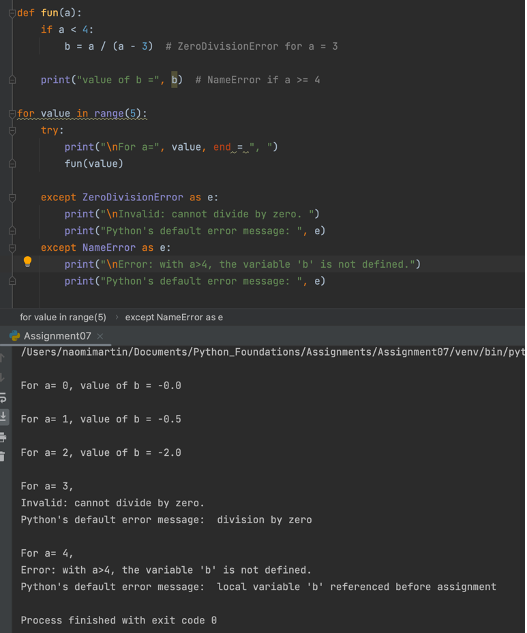 def fun(a):
    if a < 4:
        b = a / (a - 3)  # ZeroDivisionError for a = 3
    print("value of b =", b)  # NameError if a >= 4
for value in range(5):
    try:
        print("\nFor a=", value, end = ", ")
        fun(value)
    except ZeroDivisionError as e:
        print("\nInvalid: cannot divide by zero. ")
        print("Python's default error message: ", e)
    except NameError as e:
        print("\nError: with a>4, the variable 'b' is not defined.")
        print("Python's default error message: ", e)
for value in range(5) › except NameError as e
Assignment07 ×
/Users/naomimartin/Documents/Python_Foundations/Assignments/Assignment07/venv/bin/pyt
For a= 0, value of b = -0.0
For a= 1, value of b = -0.5
For a= 2, value of b = -2.0
For a= 3,
Invalid: cannot divide by zero.
Python's default error message:  division by zero
For a= 4,
Error: with a>4, the variable 'b' is not defined.
Python's default error message:  local variable 'b' referenced before assignment
Process finished with exit code 0